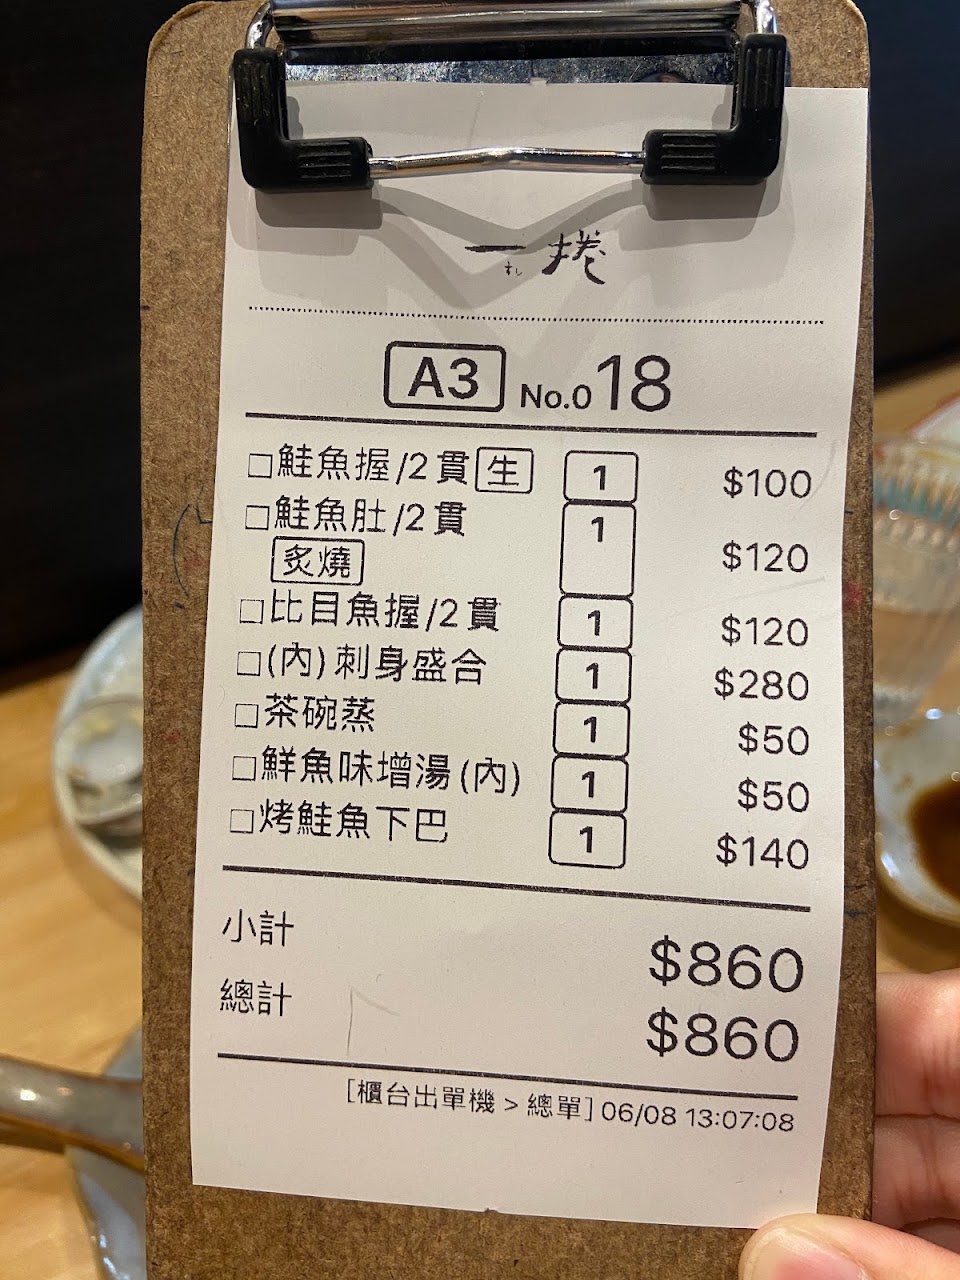 一捲
A3 No.018
□鮭魚握/2貫 生 1 $100
□鮭魚肚/2貫 1 $120
炙燒
□比目魚握/2貫 1 $120
□(內)刺身盛合 1 $280
□茶碗蒸 1 $50
□鮮魚味增湯(內) 1 $50
□烤鮭魚下巴 1 $140
小計 $860
總計 $860
[櫃台出單機 > 總單] 06/08 13:07:08